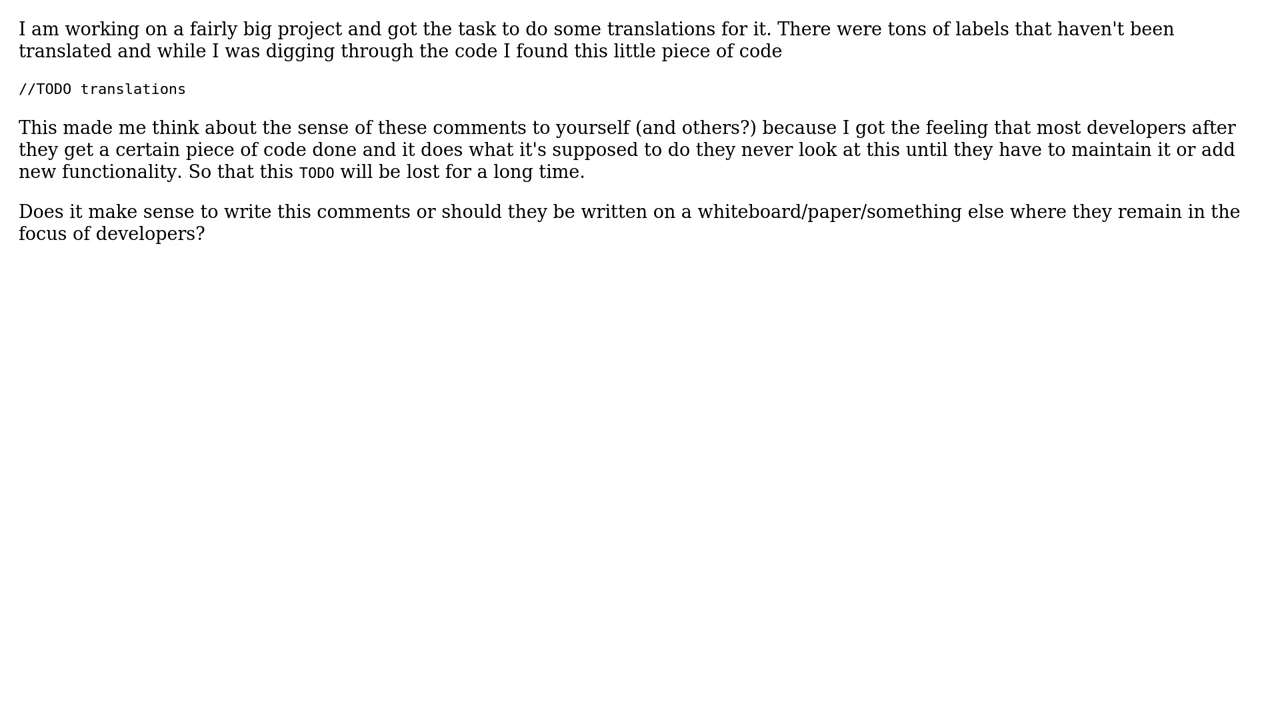 I am working on a fairly big project and got the task to do some translations for it. There were tons of labels that haven't been
translated and while I was digging through the code I found this little piece of code
//TODO translations
This made me think about the sense of these comments to yourself (and others?) because I got the feeling that most developers after
they get a certain piece of code done and it does what it's supposed to do they never look at this until they have to maintain it or add
new functionality. So that this TODO will be lost for a long time.
Does it make sense to write this comments or should they be written on a whiteboard/paper/something else where they remain in the
focus of developers?